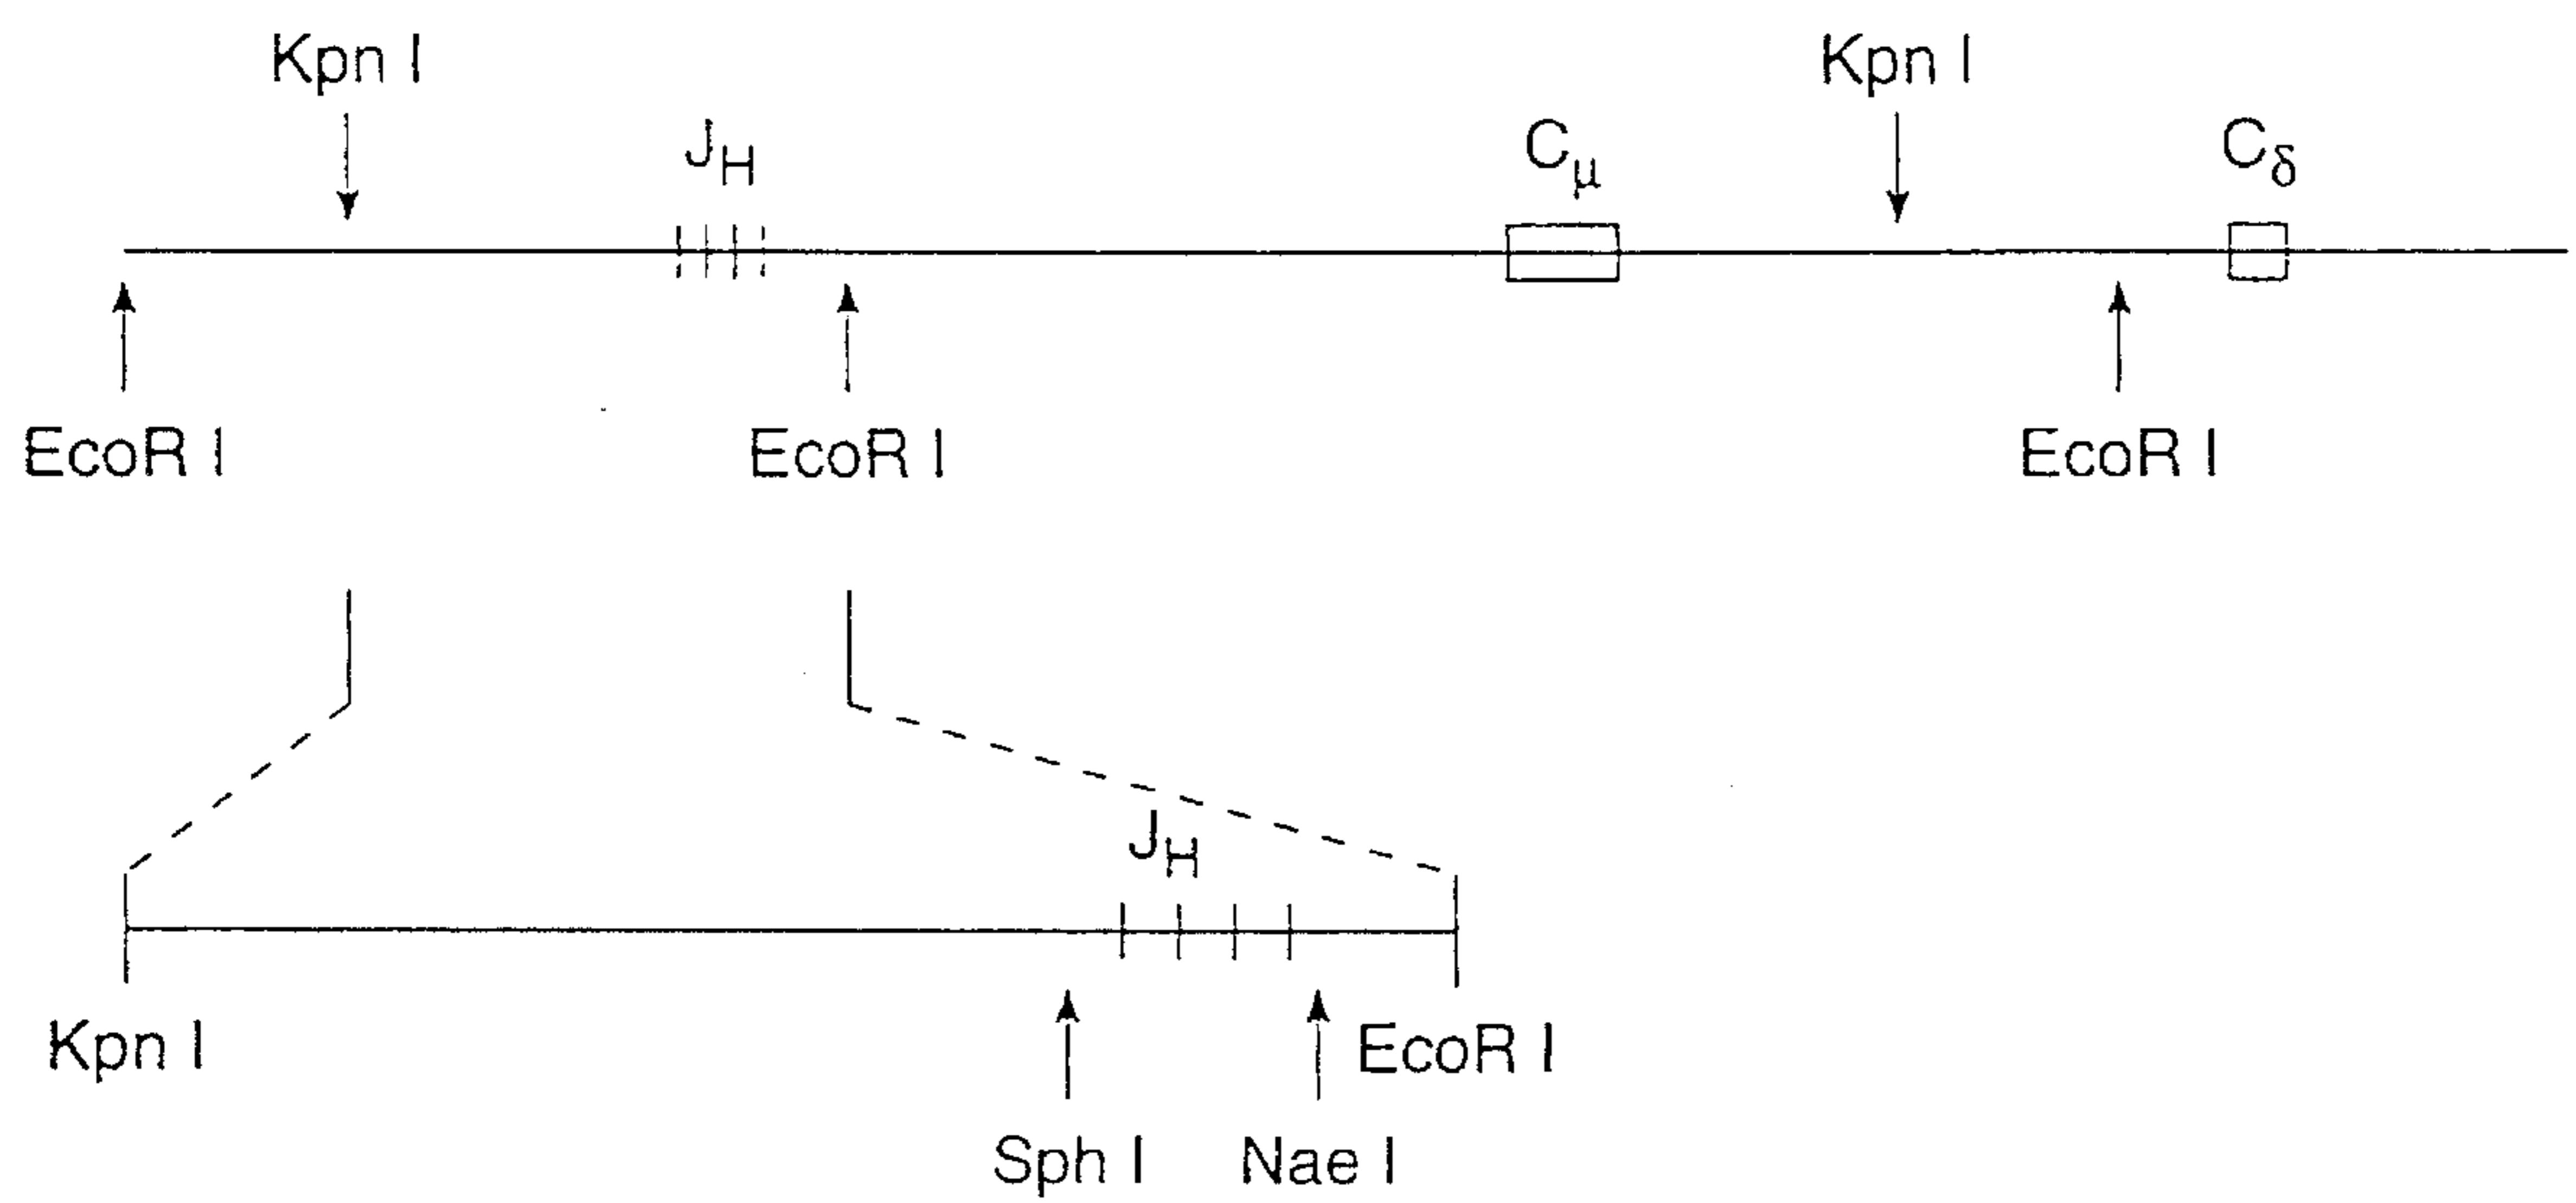 Kpn I
Kpn I
J_H
C_μ
C_δ
EcoR I
EcoR I
EcoR I
J_H
Kpn I
EcoR I
Sph I
Nae I